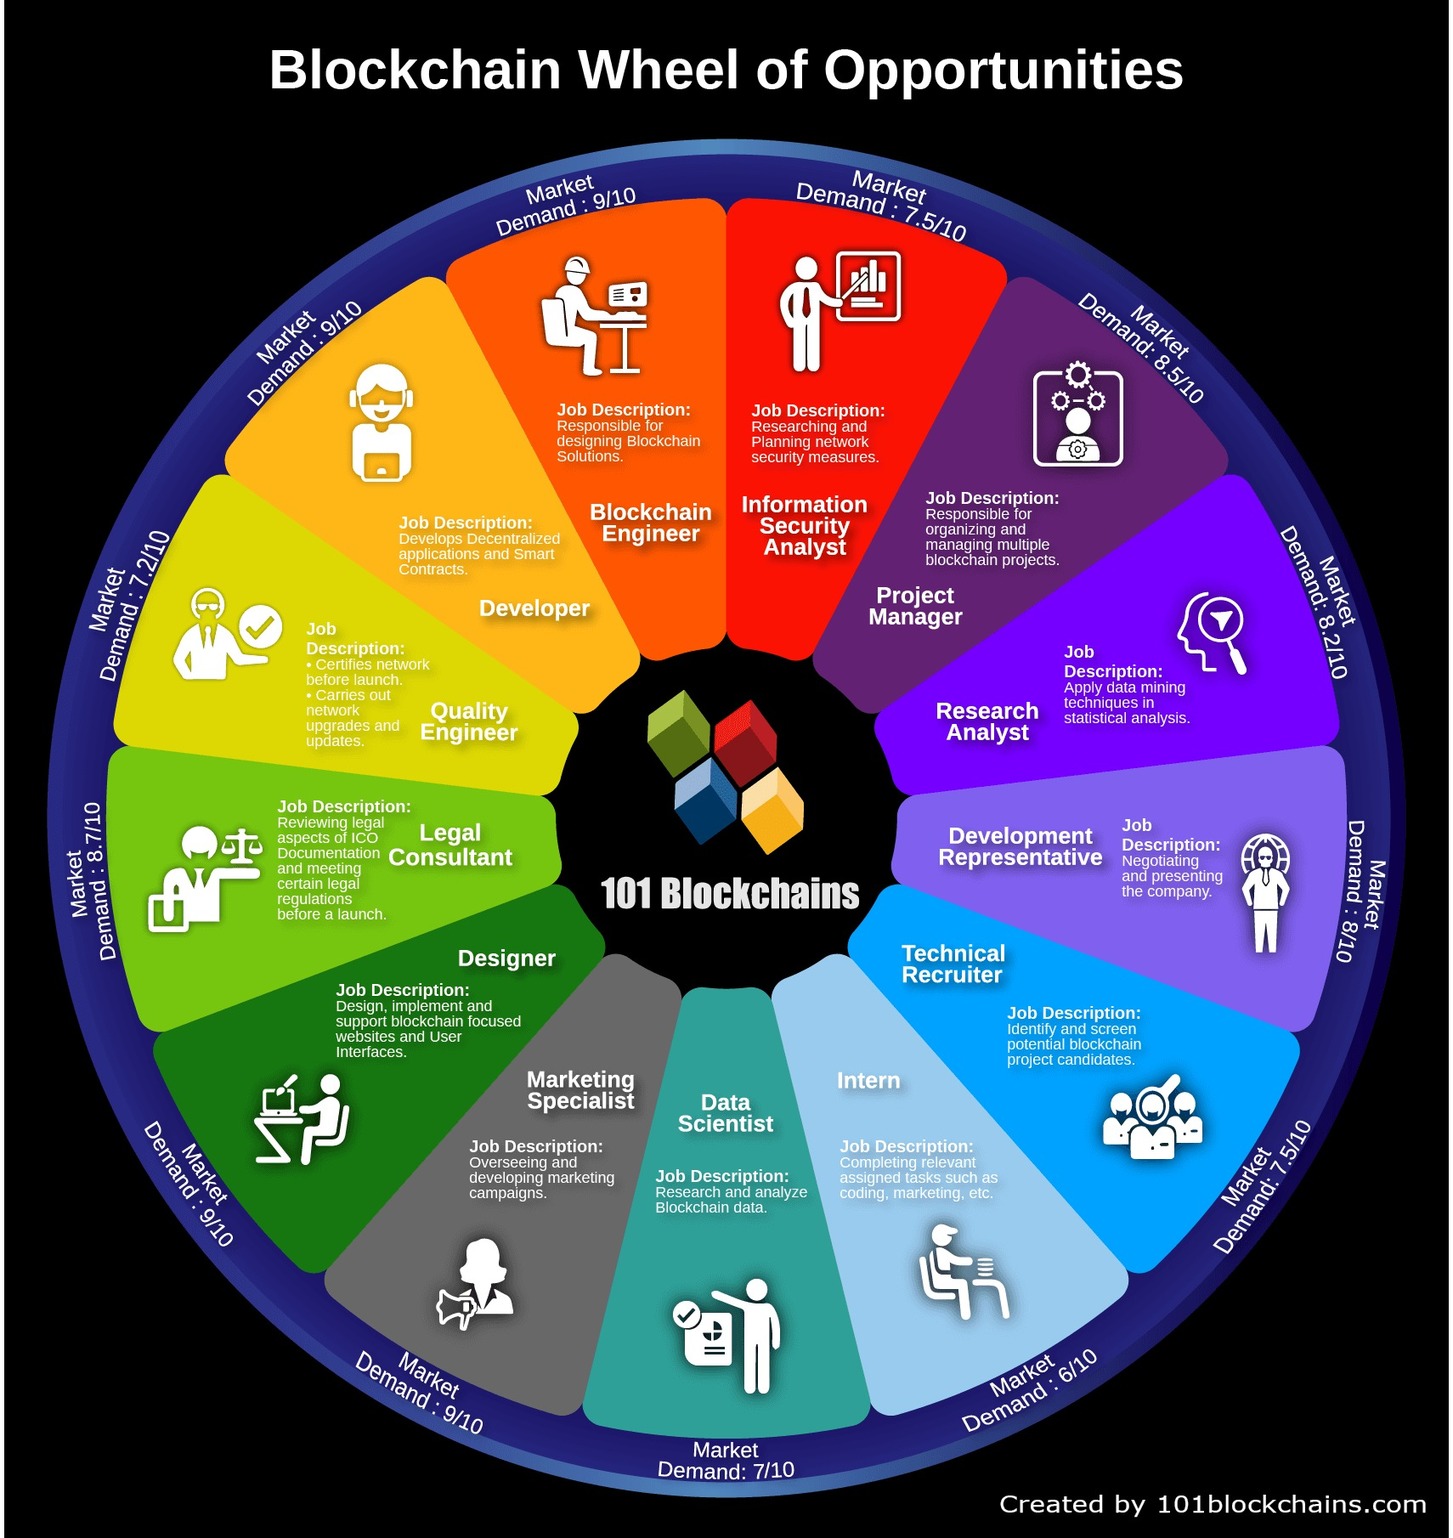 Blockchain Wheel of Opportunities
Market
Demand : 9/10
Job Description:
Responsible for
designing Blockchain
Solutions.
Blockchain
Engineer
Market
Demand : 7.5/10
Job Description:
Researching and
Planning network
security measures.
Information
Security
Analyst
Market
Demand: 8.5/10
Job Description:
Responsible for
organizing and
managing multiple
blockchain projects.
Project
Manager
Market
Demand: 8.2/10
Job
Description:
Apply data mining
techniques in
statistical analysis.
Research
Analyst
Market
Demand : 8/10
Development
Representative
Job
Description:
Negotiating
and presenting
the company.
Market
Demand: 7.5/10
Technical
Recruiter
Job Description:
Identify and screen
potential blockchain
project candidates.
Market
Demand : 6/10
Intern
Job Description:
Completing relevant
assigned tasks such as
coding, marketing, etc.
Market
Demand: 7/10
Data
Scientist
Job Description:
Research and analyze
Blockchain data.
Market
Demand : 9/10
Marketing
Specialist
Job Description:
Overseeing and
developing marketing
campaigns.
Market
Demand : 9/10
Designer
Job Description:
Design, implement and
support blockchain focused
websites and User
Interfaces.
Market
Demand : 8.7/10
Job Description:
Reviewing legal
aspects of ICO
Documentation
and meeting
certain legal
regulations
before a launch.
Legal
Consultant
Market
Demand : 7.2/10
Job
Description:
• Certifies network
before launch.
• Carries out
network
upgrades and
updates.
Quality
Engineer
Market
Demand : 9/10
Job Description:
Develops Decentralized
applications and Smart
Contracts.
Developer
101 Blockchains
Created by 101blockchains.com